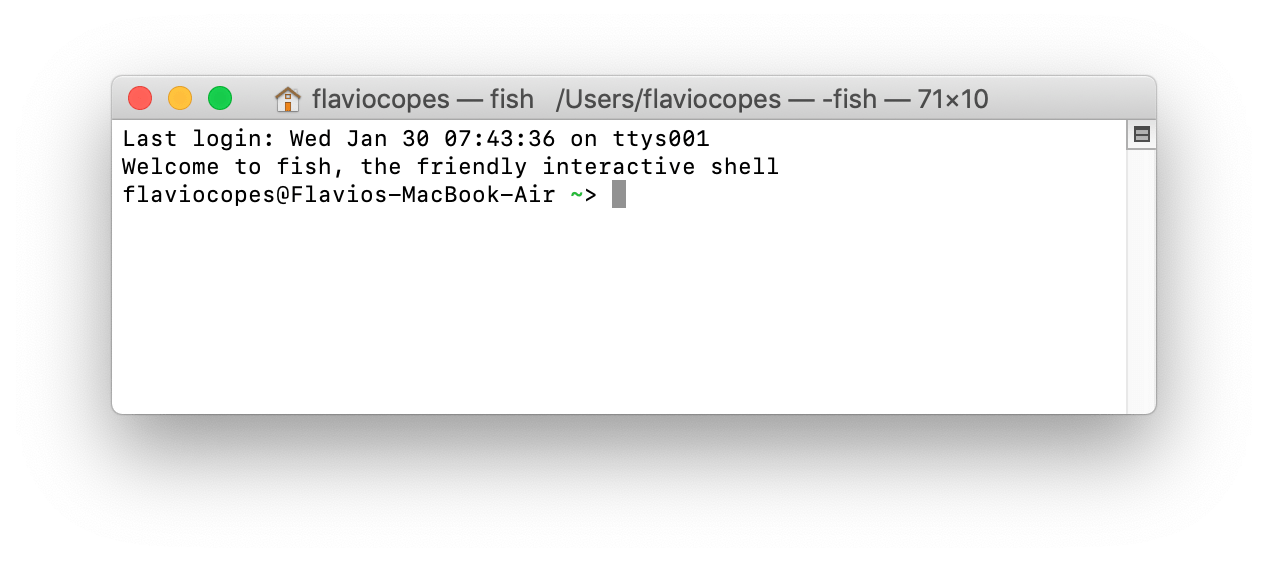 flaviocopes — fish   /Users/flaviocopes — -fish — 71×10
Last login: Wed Jan 30 07:43:36 on ttys001
Welcome to fish, the friendly interactive shell
flaviocopes@Flavios-MacBook-Air ~>